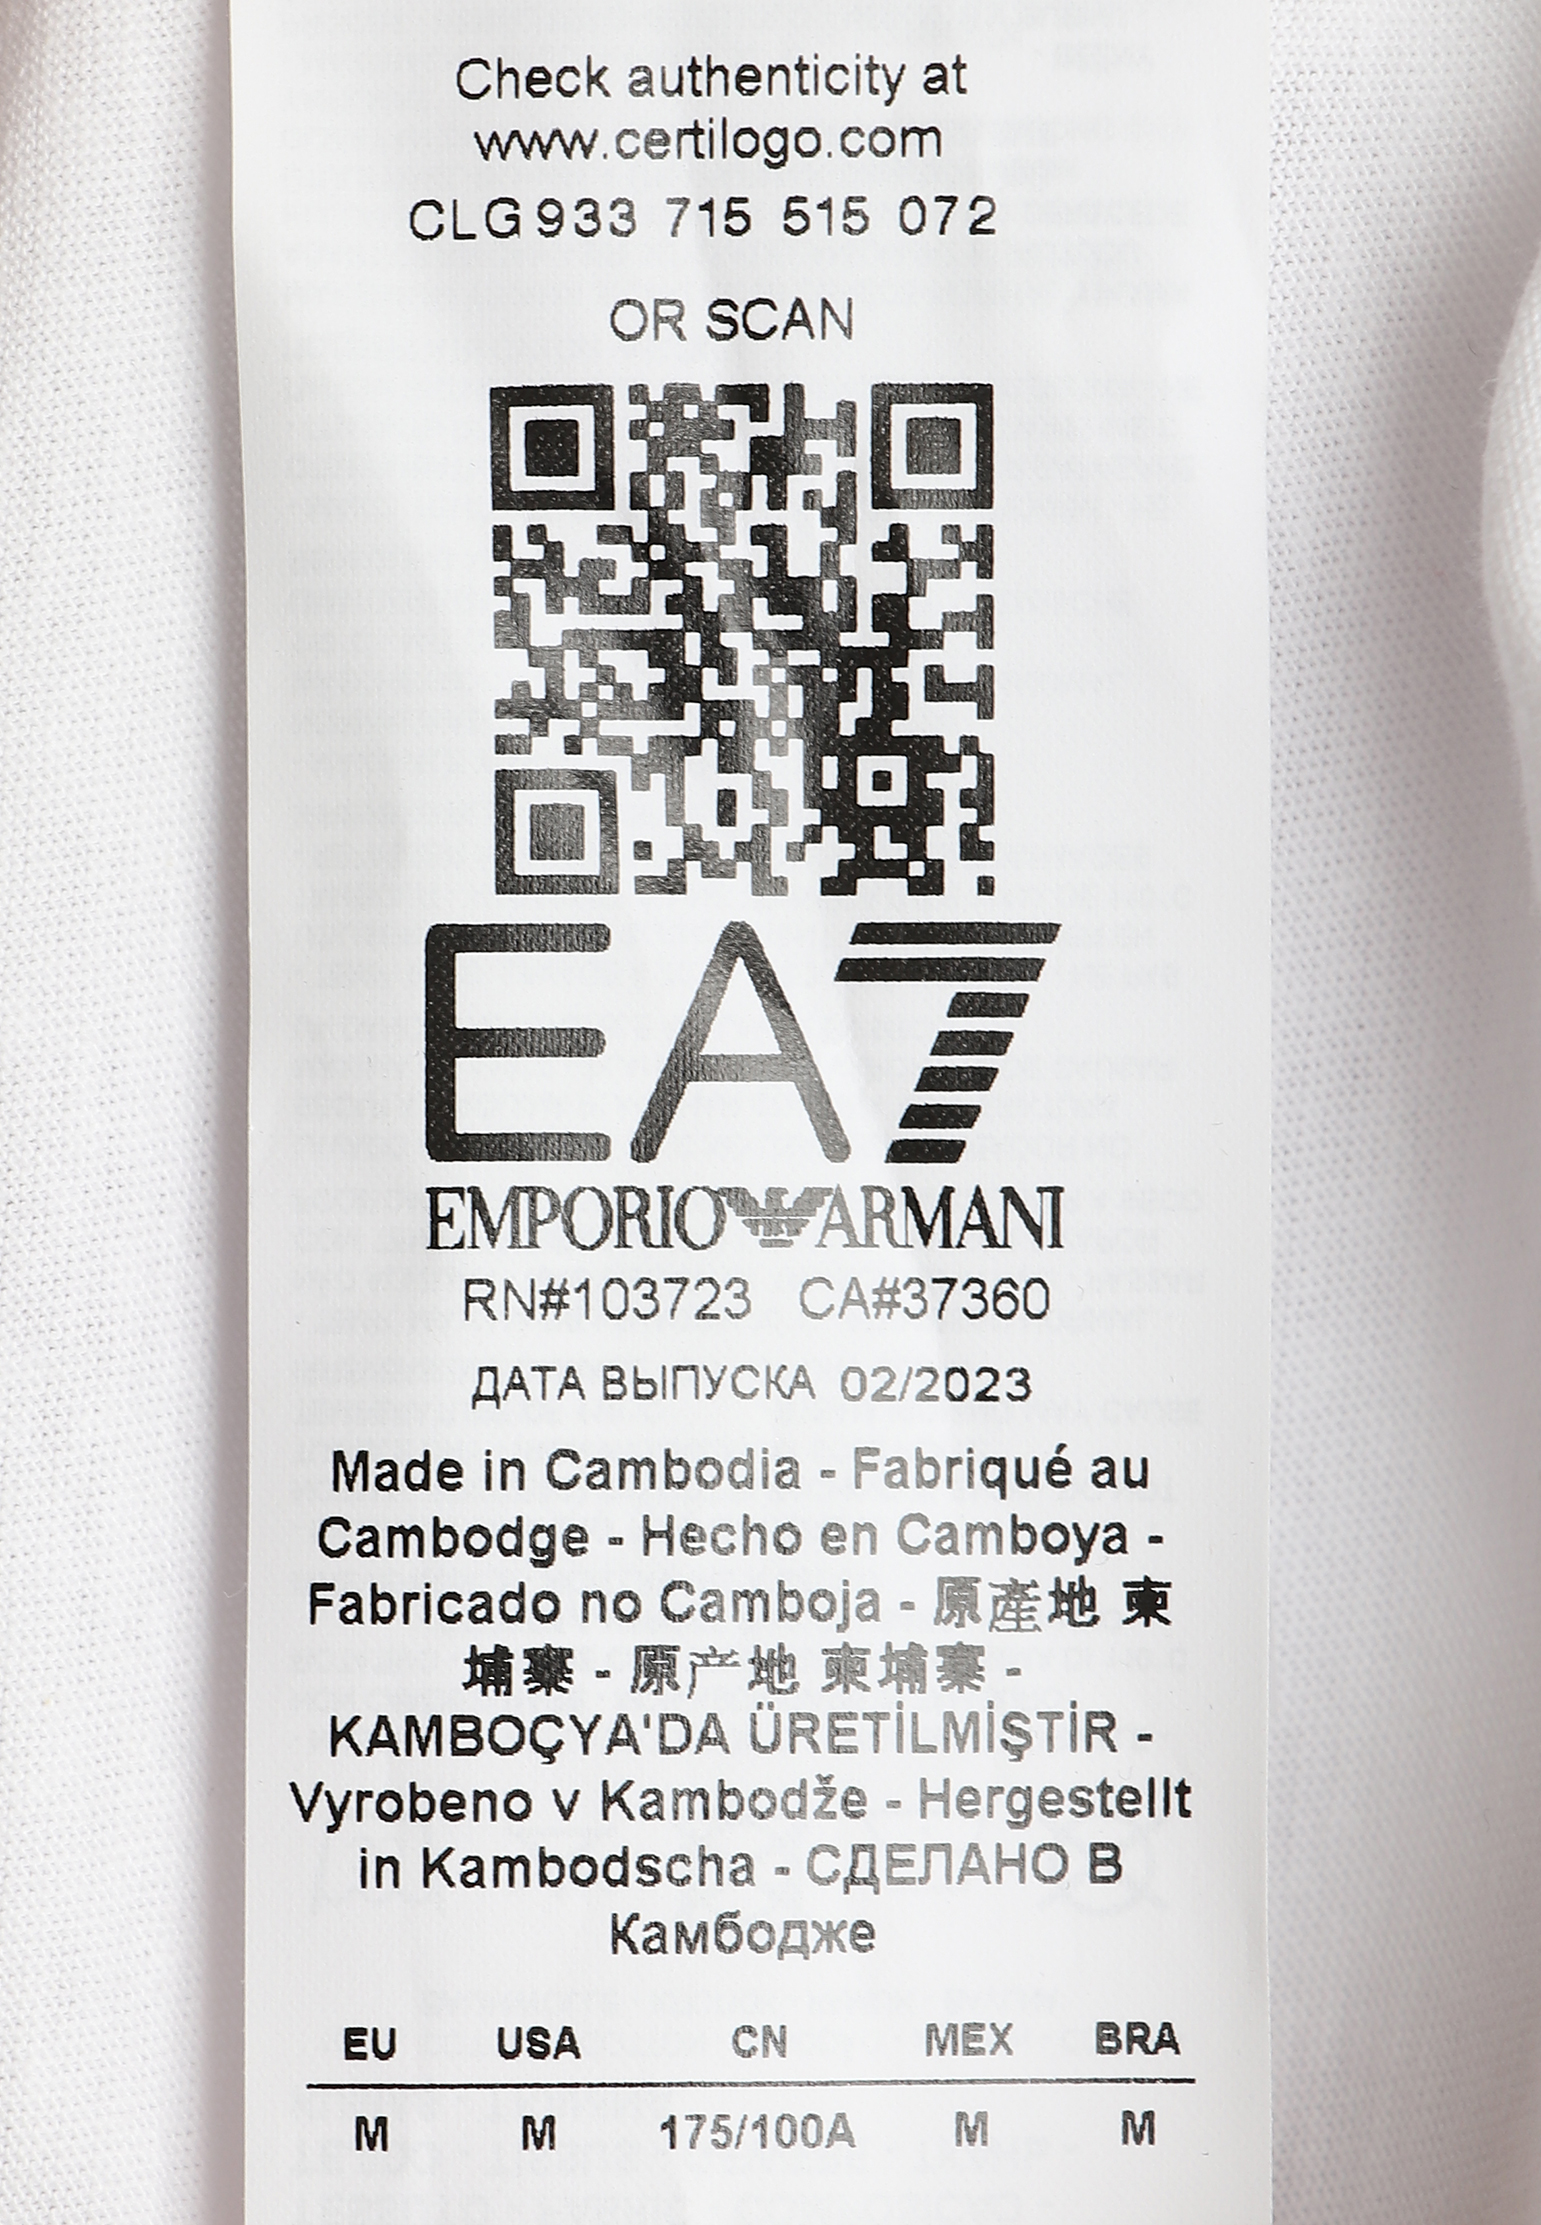 Check authenticity at
www.certilogo.com
CLG 933 715 515 072
OR SCAN
EA7
EMPORIO ARMANI
RN#103723 CA#37360
ДАТА ВЫПУСКА 02/2023
Made in Cambodia - Fabriqué au
Cambodge - Hecho en Camboya -
Fabricado no Camboja - 原産地 柬
埔寨 - 原产地 柬埔寨 -
KAMBOÇYA'DA ÜRETİLMİŞTİR -
Vyrobeno v Kambodže - Hergestellt
in Kambodscha - СДЕЛАНО В
Камбодже
EU USA CN MEX BRA
M M 175/100A M M